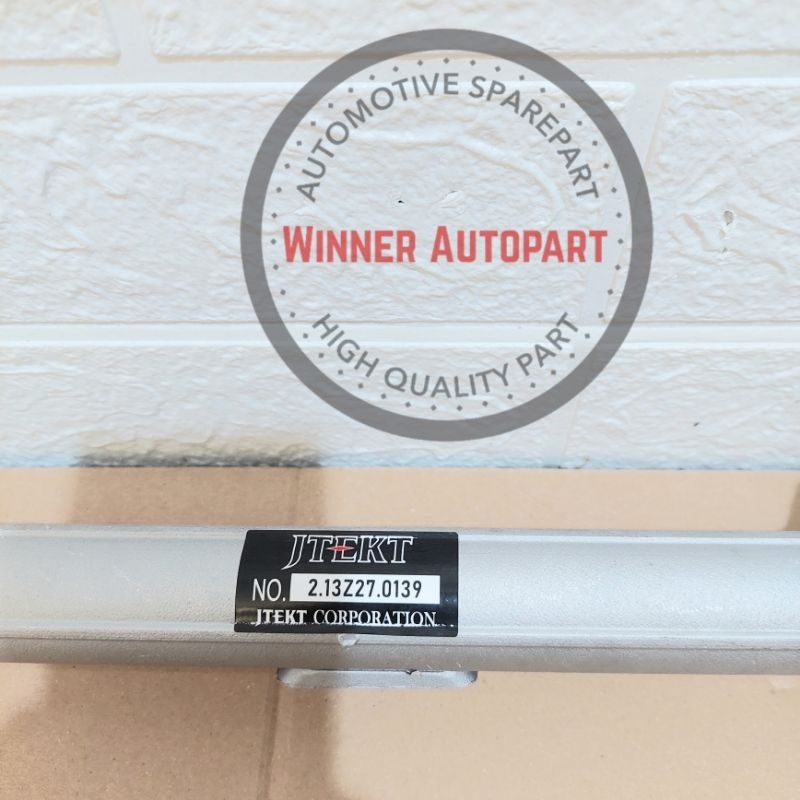 AUTOMOTIVE SPAREPART
WINNER AUTOPART
HIGH QUALITY PART
JTEKT
NO. 2.13Z27.0139
JTEKT CORPORATION